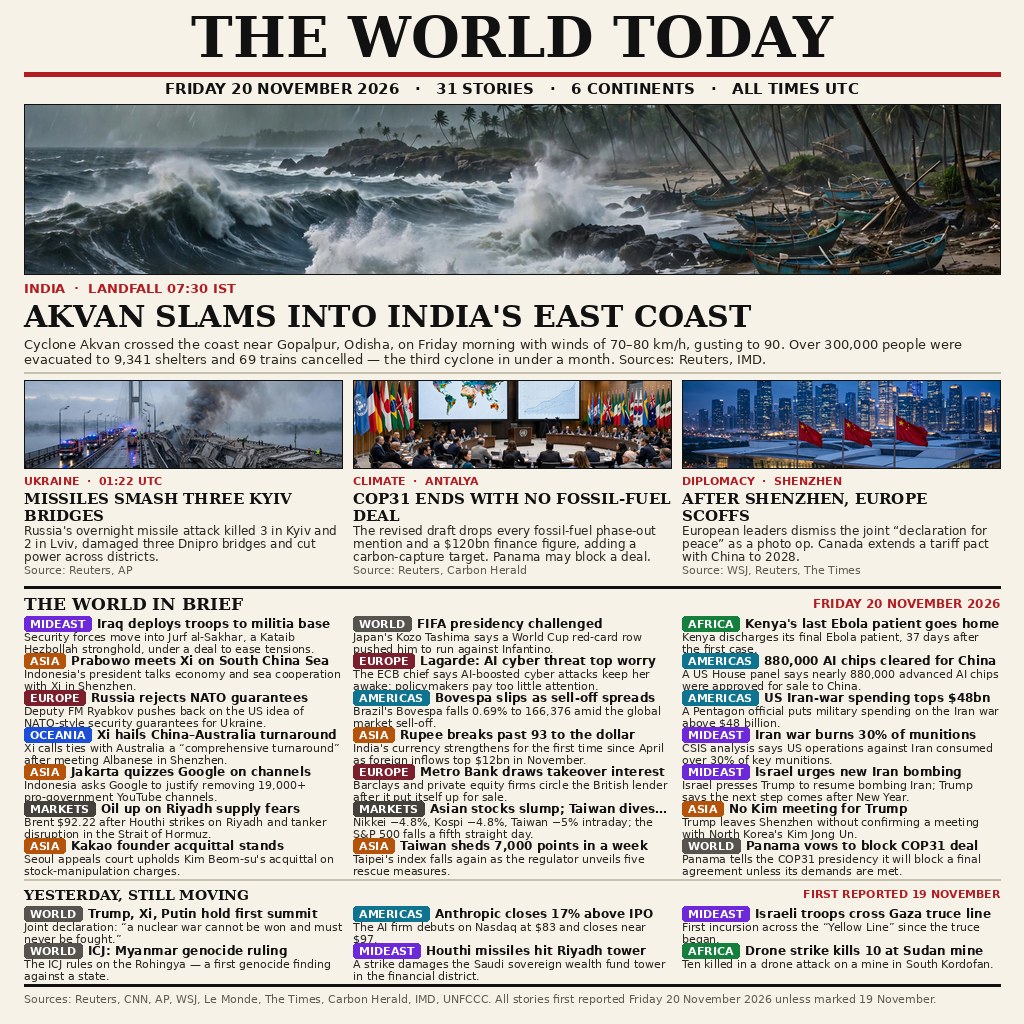 THE WORLD TODAY
FRIDAY 20 NOVEMBER 2026 · 31 STORIES · 6 CONTINENTS · ALL TIMES UTC
INDIA · LANDFALL 07:30 IST
AKVAN SLAMS INTO INDIA'S EAST COAST
Cyclone Akvan crossed the coast near Gopalpur, Odisha, on Friday morning with winds of 70–80 km/h, gusting to 90. Over 300,000 people were
evacuated to 9,341 shelters and 69 trains cancelled — the third cyclone in under a month. Sources: Reuters, IMD.
UKRAINE · 01:22 UTC
MISSILES SMASH THREE KYIV
BRIDGES
Russia's overnight missile attack killed 3 in Kyiv and
2 in Lviv, damaged three Dnipro bridges and cut
power across districts.
Source: Reuters, AP
CLIMATE · ANTALYA
COP31 ENDS WITH NO FOSSIL-FUEL
DEAL
The revised draft drops every fossil-fuel phase-out
mention and a $120bn finance figure, adding a
carbon-capture target. Panama may block a deal.
Source: Reuters, Carbon Herald
DIPLOMACY · SHENZHEN
AFTER SHENZHEN, EUROPE
SCOFFS
European leaders dismiss the joint “declaration for
peace” as a photo op. Canada extends a tariff pact
with China to 2028.
Source: WSJ, Reuters, The Times
THE WORLD IN BRIEF
FRIDAY 20 NOVEMBER 2026
MIDEAST Iraq deploys troops to militia base
Security forces move into Jurf al-Sakhar, a Kataib
Hezbollah stronghold, under a deal to ease tensions.
ASIA Prabowo meets Xi on South China Sea
Indonesia's president talks economy and sea cooperation
with Xi in Shenzhen.
EUROPE Russia rejects NATO guarantees
Deputy FM Ryabkov pushes back on the US idea of
NATO-style security guarantees for Ukraine.
OCEANIA Xi hails China–Australia turnaround
Xi calls ties with Australia a “comprehensive turnaround”
after meeting Albanese in Shenzhen.
ASIA Jakarta quizzes Google on channels
Indonesia asks Google to justify removing 19,000+
pro-government YouTube channels.
MARKETS Oil up on Riyadh supply fears
Brent $92.22 after Houthi strikes on Riyadh and tanker
disruption in the Strait of Hormuz.
ASIA Kakao founder acquittal stands
Seoul appeals court upholds Kim Beom-su's acquittal on
stock-manipulation charges.
WORLD FIFA presidency challenged
Japan's Kozo Tashima says a World Cup red-card row
pushed him to run against Infantino.
EUROPE Lagarde: AI cyber threat top worry
The ECB chief says AI-boosted cyber attacks keep her
awake; policymakers pay too little attention.
AMERICAS Bovespa slips as sell-off spreads
Brazil's Bovespa falls 0.69% to 166,376 amid the global
market sell-off.
ASIA Rupee breaks past 93 to the dollar
India's currency strengthens for the first time since April
as foreign inflows top $12bn in November.
EUROPE Metro Bank draws takeover interest
Barclays and private equity firms circle the British lender
after it put itself up for sale.
MARKETS Asian stocks slump; Taiwan dives…
Nikkei −4.8%, Kospi −4.8%, Taiwan −5% intraday; the
S&P 500 falls a fifth straight day.
ASIA Taiwan sheds 7,000 points in a week
Taipei's index falls again as the regulator unveils five
rescue measures.
AFRICA Kenya's last Ebola patient goes home
Kenya discharges its final Ebola patient, 37 days after
the first case.
AMERICAS 880,000 AI chips cleared for China
A US House panel says nearly 880,000 advanced AI chips
were approved for sale to China.
AMERICAS US Iran-war spending tops $48bn
A Pentagon official puts military spending on the Iran war
above $48 billion.
MIDEAST Iran war burns 30% of munitions
CSIS analysis says US operations against Iran consumed
over 30% of key munitions.
MIDEAST Israel urges new Iran bombing
Israel presses Trump to resume bombing Iran; Trump
says the next step comes after New Year.
ASIA No Kim meeting for Trump
Trump leaves Shenzhen without confirming a meeting
with North Korea's Kim Jong Un.
WORLD Panama vows to block COP31 deal
Panama tells the COP31 presidency it will block a final
agreement unless its demands are met.
YESTERDAY, STILL MOVING
FIRST REPORTED 19 NOVEMBER
WORLD Trump, Xi, Putin hold first summit
Joint declaration: “a nuclear war cannot be won and must
never be fought.”
WORLD ICJ: Myanmar genocide ruling
The ICJ rules on the Rohingya — a first genocide finding
against a state.
AMERICAS Anthropic closes 17% above IPO
The AI firm debuts on Nasdaq at $83 and closes near
$97.
MIDEAST Houthi missiles hit Riyadh tower
A strike damages the Saudi sovereign wealth fund tower
in the financial district.
MIDEAST Israeli troops cross Gaza truce line
First incursion across the “Yellow Line” since the truce
began.
AFRICA Drone strike kills 10 at Sudan mine
Ten killed in a drone attack on a mine in South Kordofan.
Sources: Reuters, CNN, AP, WSJ, Le Monde, The Times, Carbon Herald, IMD, UNFCCC. All stories first reported Friday 20 November 2026 unless marked 19 November.